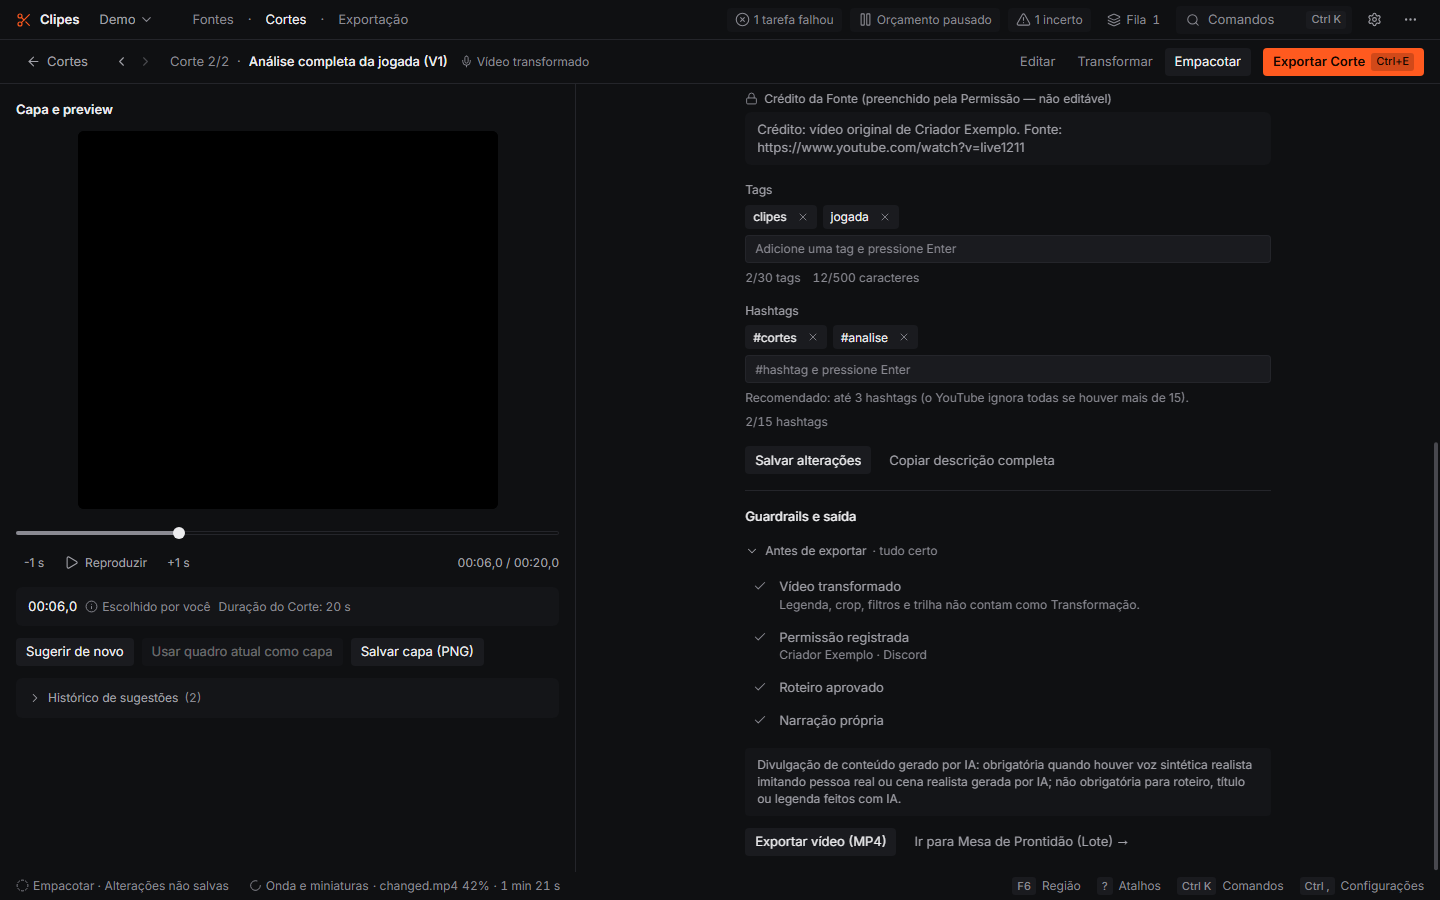 Clipes
Demo
Fontes · Cortes · Exportação
1 tarefa falhou
Orçamento pausado
1 incerto
Fila 1
Comandos Ctrl K
Cortes
Corte 2/2 · Análise completa da jogada (V1)
Vídeo transformado
Editar
Transformar
Empacotar
Exportar Corte Ctrl+E
Capa e preview
-1 s
Reproduzir
+1 s
00:06,0 / 00:20,0
00:06,0 Escolhido por você Duração do Corte: 20 s
Sugerir de novo
Usar quadro atual como capa
Salvar capa (PNG)
Histórico de sugestões (2)
Crédito da Fonte (preenchido pela Permissão — não editável)
Crédito: vídeo original de Criador Exemplo. Fonte:
https://www.youtube.com/watch?v=live1211
Tags
clipes
jogada
Adicione uma tag e pressione Enter
2/30 tags 12/500 caracteres
Hashtags
#cortes
#analise
#hashtag e pressione Enter
Recomendado: até 3 hashtags (o YouTube ignora todas se houver mais de 15).
2/15 hashtags
Salvar alterações
Copiar descrição completa
Guardrails e saída
Antes de exportar · tudo certo
Vídeo transformado
Legenda, crop, filtros e trilha não contam como Transformação.
Permissão registrada
Criador Exemplo · Discord
Roteiro aprovado
Narração própria
Divulgação de conteúdo gerado por IA: obrigatória quando houver voz sintética realista
imitando pessoa real ou cena realista gerada por IA; não obrigatória para roteiro, título
ou legenda feitos com IA.
Exportar vídeo (MP4)
Ir para Mesa de Prontidão (Lote) →
Empacotar · Alterações não salvas
Onda e miniaturas · changed.mp4 42% · 1 min 21 s
F6 Região
? Atalhos
Ctrl K Comandos
Ctrl , Configurações